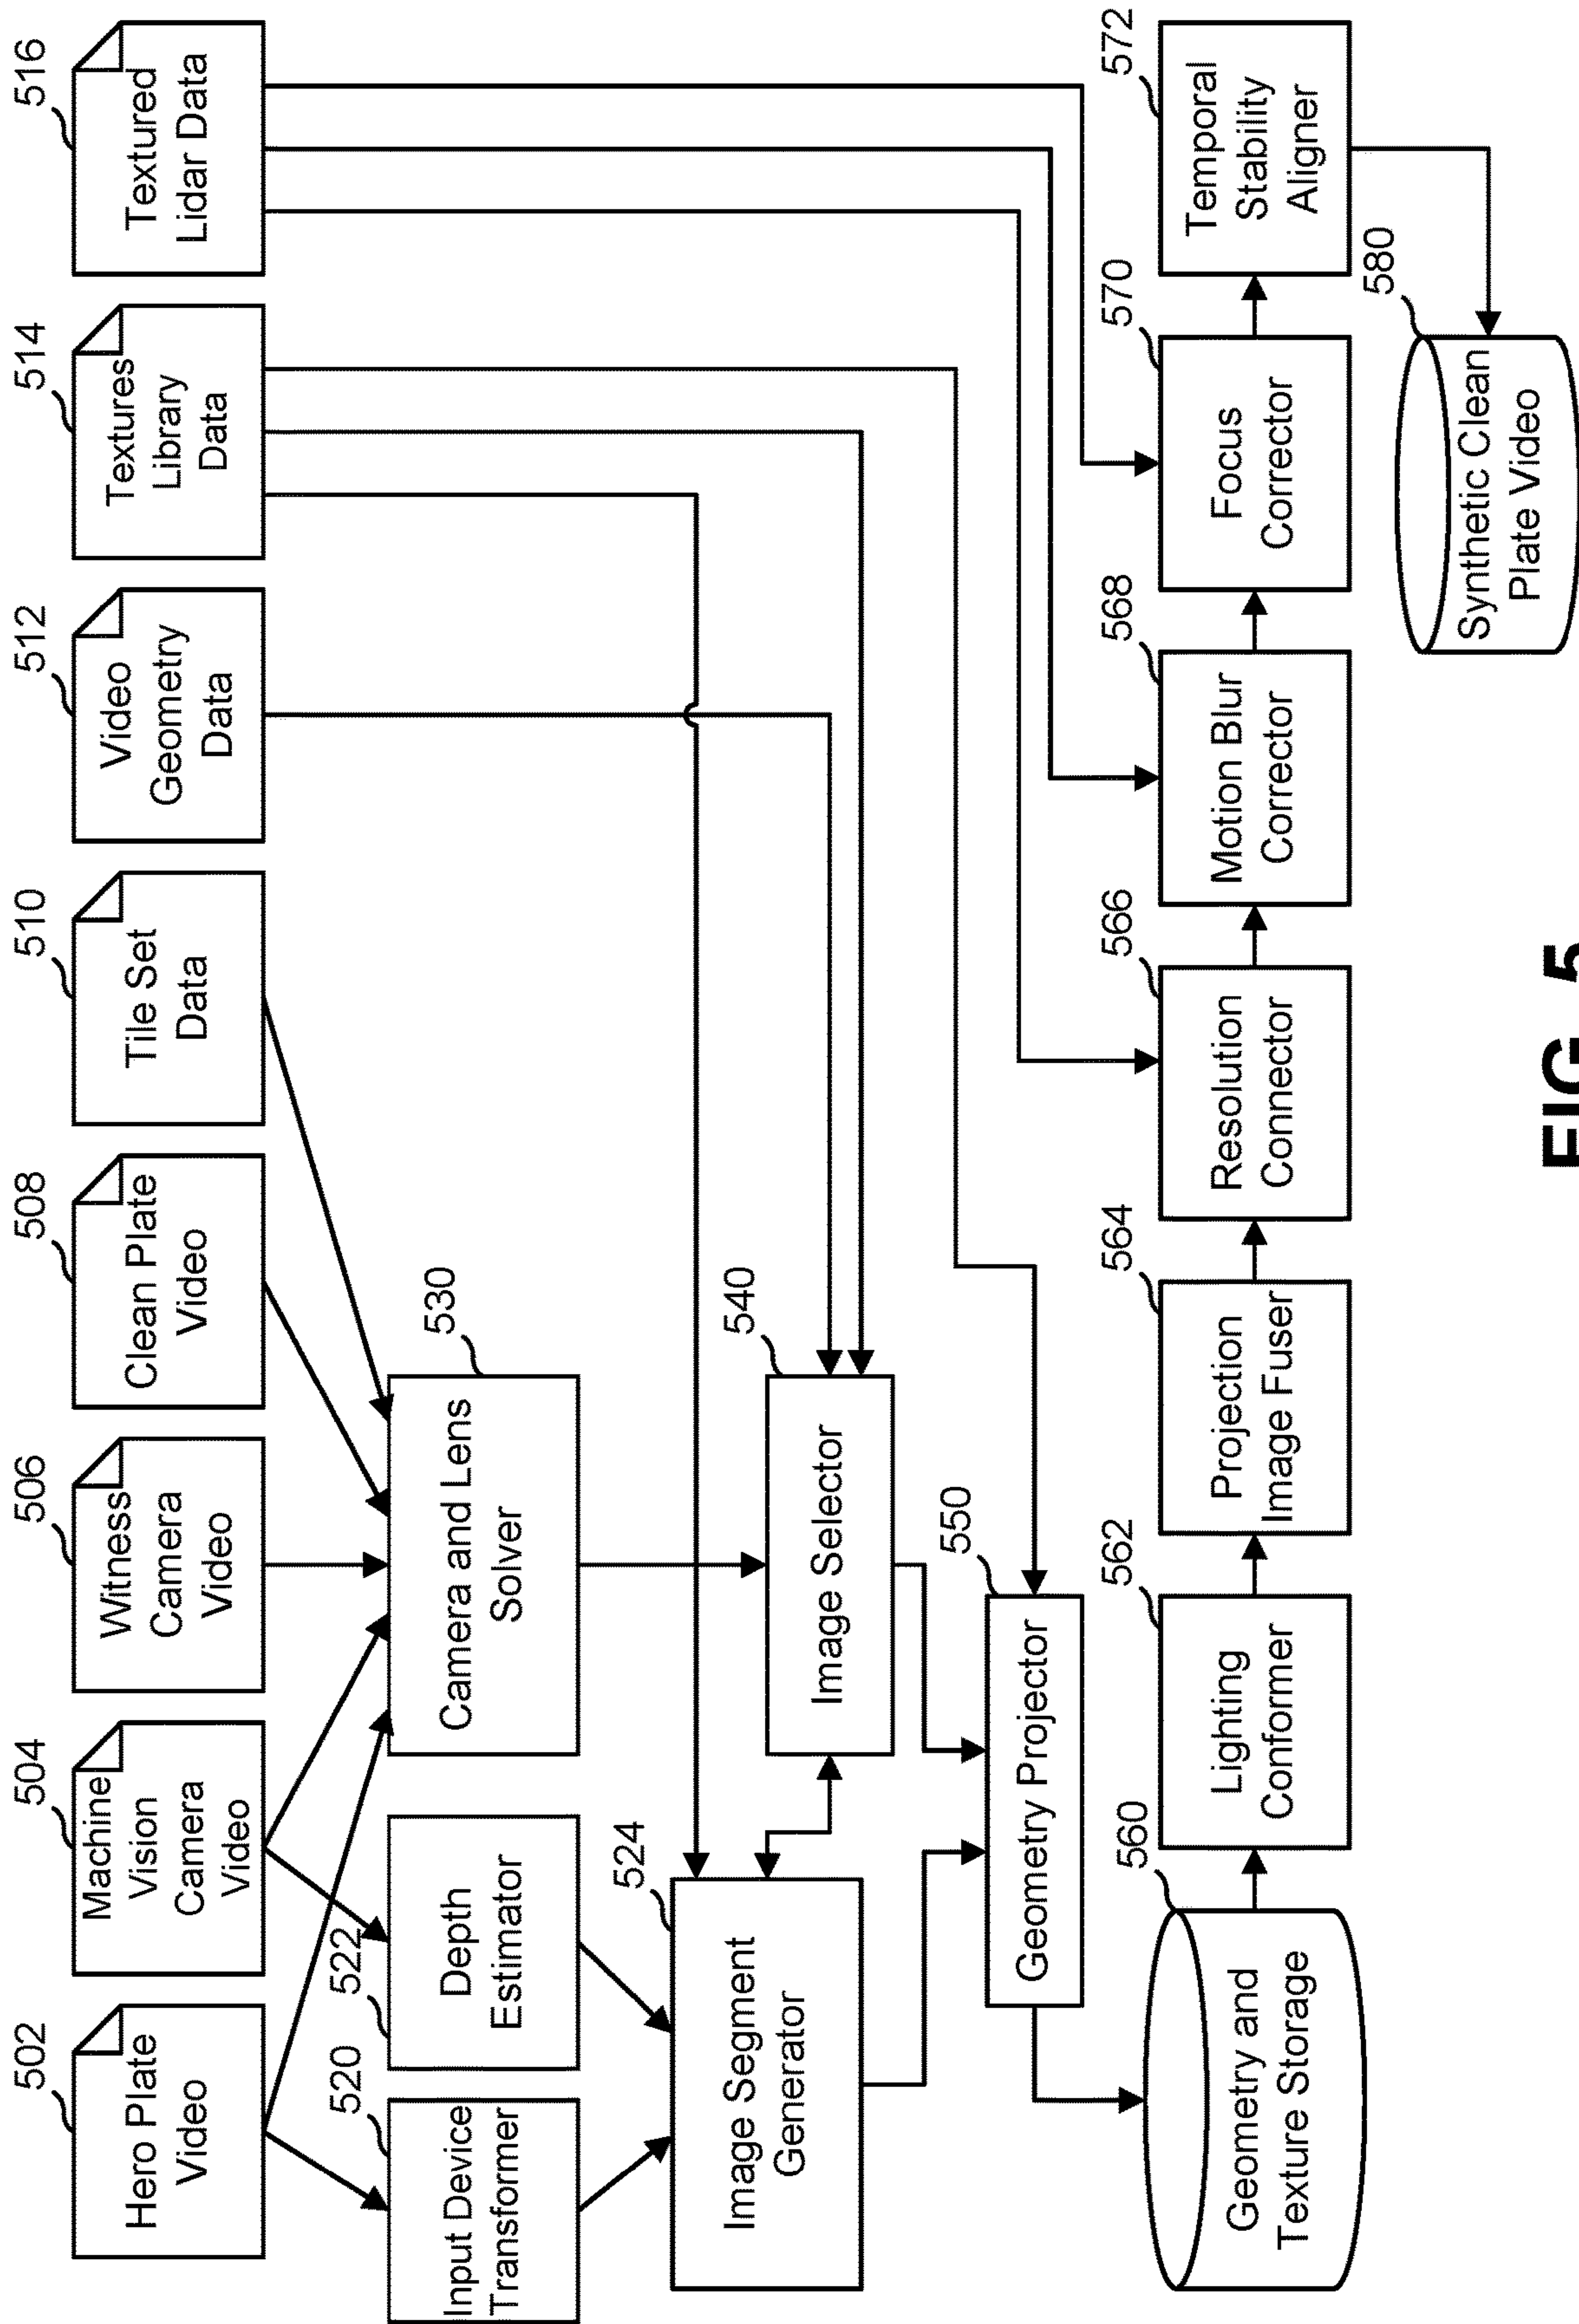 502
Hero Plate
Video
504
Machine
Vision
Camera
Video
506
Witness
Camera
Video
508
Clean Plate
Video
510
Tile Set
Data
512
Video
Geometry
Data
514
Textures
Library
Data
516
Textured
Lidar Data
520
Input Device
Transformer
522
Depth
Estimator
530
Camera and Lens
Solver
524
Image Segment
Generator
540
Image Selector
550
Geometry Projector
560
Geometry and
Texture Storage
562
Lighting
Conformer
564
Projection
Image Fuser
566
Resolution
Connector
568
Motion Blur
Corrector
570
Focus
Corrector
572
Temporal
Stability
Aligner
580
Synthetic Clean
Plate Video
FIG. 5